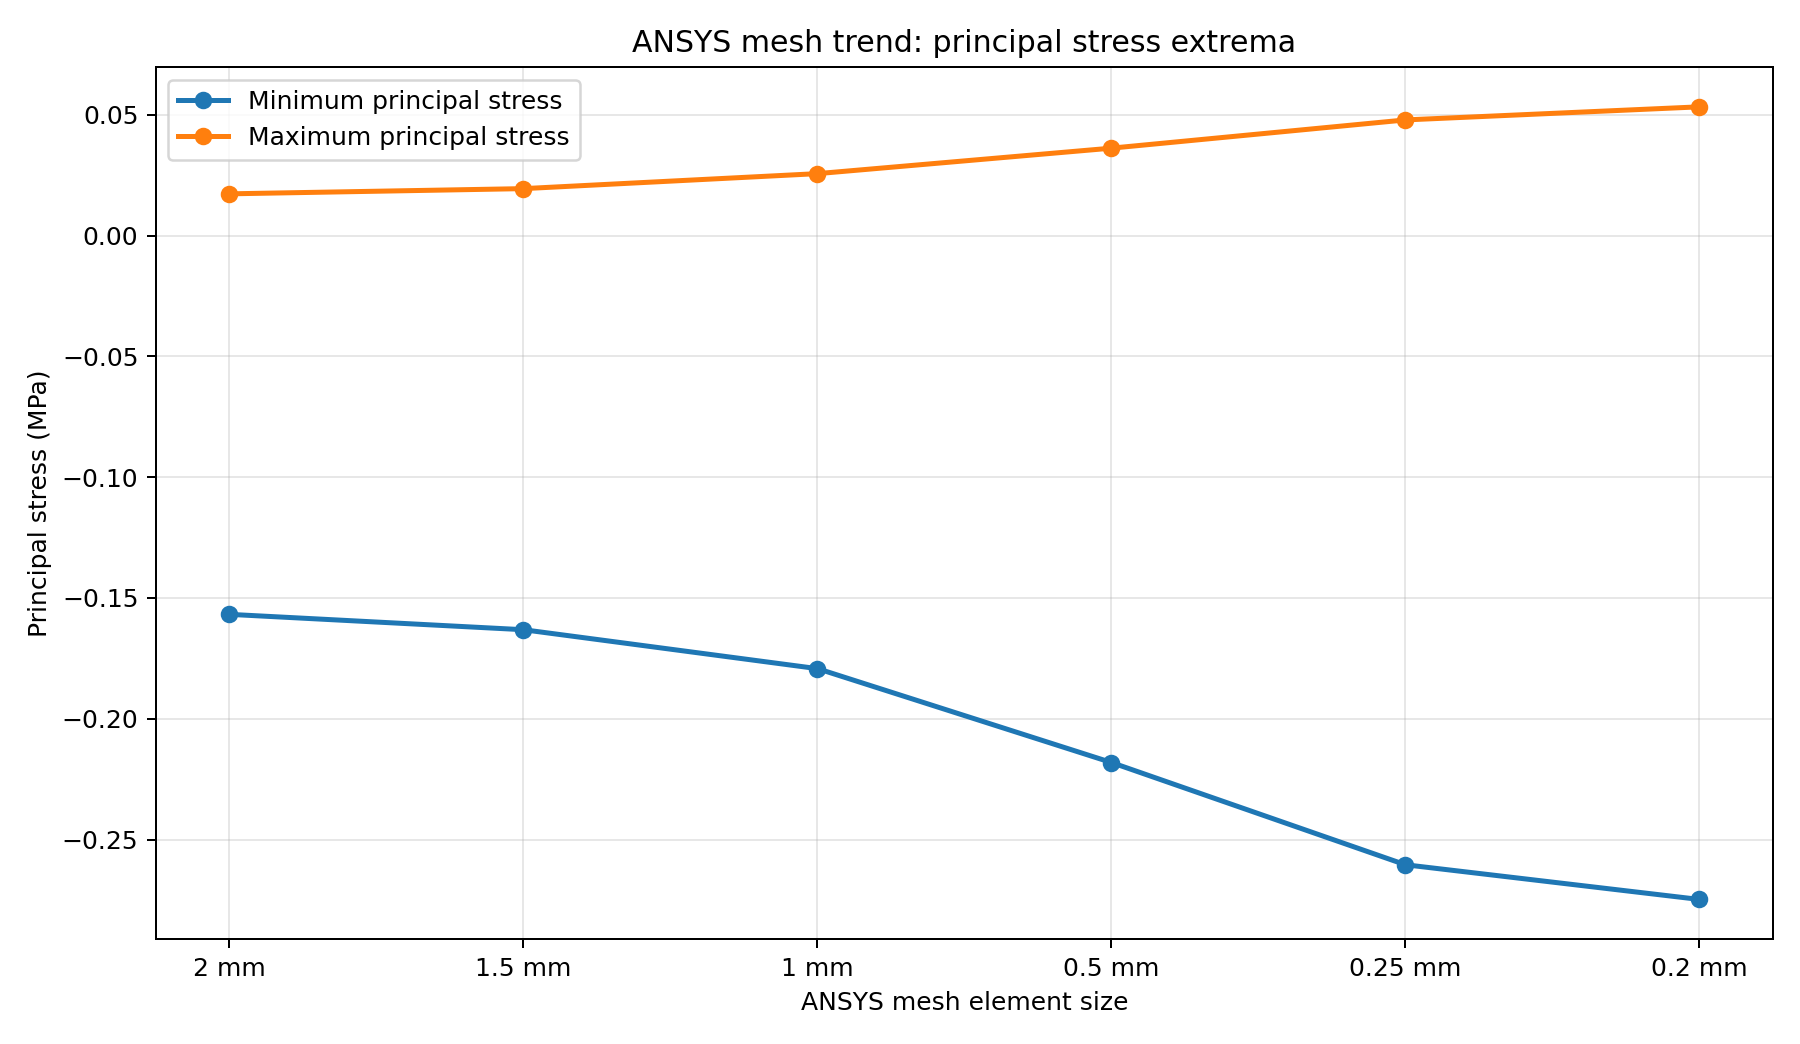 ANSYS mesh trend: principal stress extrema
Minimum principal stress
Maximum principal stress
0.05
0.00
−0.05
−0.10
−0.15
−0.20
−0.25
Principal stress (MPa)
2 mm 1.5 mm 1 mm 0.5 mm 0.25 mm 0.2 mm
ANSYS mesh element size